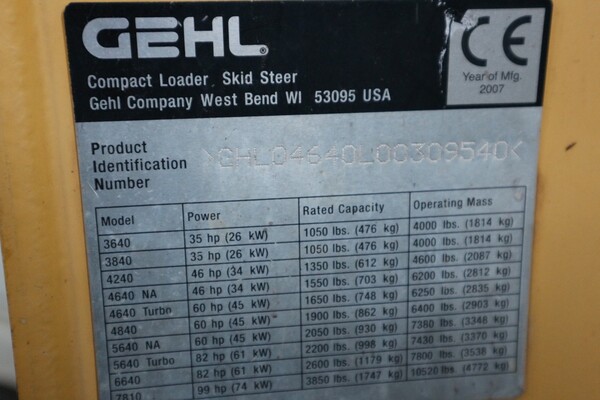 GEHL®
Compact Loader Skid Steer
Gehl Company West Bend WI 53095 USA
CE
Year of Mfg.
2007
Product
Identification
Number
>GHL04640L00309540<
Model Power Rated Capacity Operating Mass
3640 35 hp (26 kW) 1050 lbs. (476 kg) 4000 lbs. (1814 kg)
3840 35 hp (26 kW) 1050 lbs. (476 kg) 4000 lbs. (1814 kg)
4240 46 hp (34 kW) 1350 lbs. (612 kg) 4600 lbs. (2087 kg)
4640 NA 46 hp (34 kW) 1550 lbs. (703 kg) 6200 lbs. (2812 kg)
4640 Turbo 60 hp (45 kW) 1650 lbs. (748 kg) 6250 lbs. (2835 kg)
4840 60 hp (45 kW) 1900 lbs. (862 kg) 6400 lbs. (2903 kg)
5640 NA 60 hp (45 kW) 2050 lbs. (930 kg) 7380 lbs. (3348 kg)
5640 Turbo 82 hp (61 kW) 2200 lbs. (998 kg) 7430 lbs. (3370 kg)
6640 82 hp (61 kW) 2600 lbs. (1179 kg) 7800 lbs. (3538 kg)
7810 99 hp (74 kW) 3850 lbs. (1747 kg) 10520 lbs. (4772 kg)